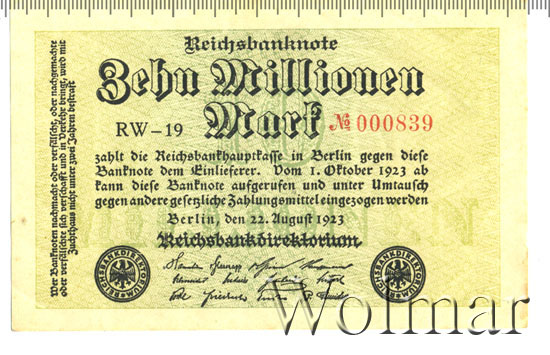 Reichsbanknote
Zehn Millionen
Mark
RW-19
№ 000839
zahlt die Reichsbankhauptkasse in Berlin gegen diese
Banknote dem Einlieferer. Vom 1. Oktober 1923 ab
kann diese Banknote aufgerufen und unter Umtausch
gegen andere gesetzliche Zahlungsmittel eingezogen werden
Berlin, den 22. August 1923
Reichsbankdirektorium
Wer Banknoten nachmacht oder verfälscht, oder nachgemachte
oder verfälschte sich verschafft und in Verkehr bringt, wird mit
Zuchthaus nicht unter zwei Jahren bestraft
REICHSBANKDIREKTORIUM
REICHSBANKDIREKTORIUM
Wolmar